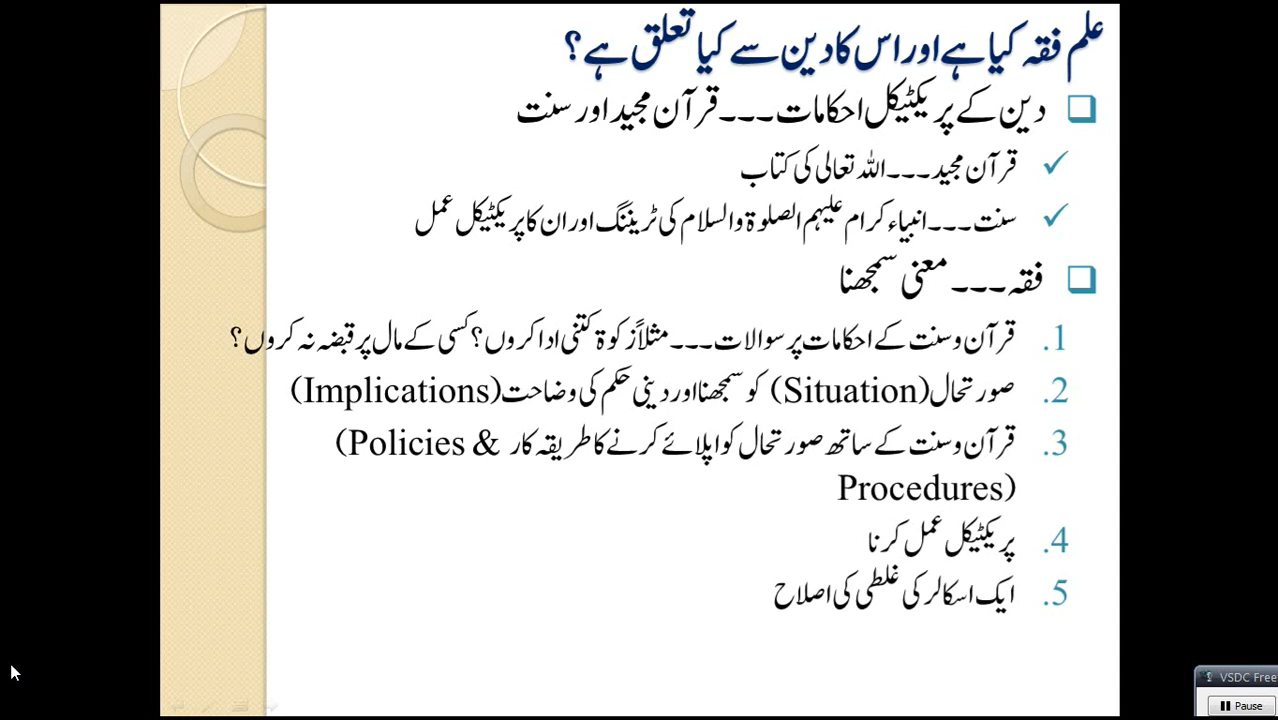 علم فقہ کیا ہے اور اس کا دین سے کیا تعلق ہے؟
دین کے پریکٹیکل احکامات۔۔۔قرآن مجید اور سنت
قرآن مجید۔۔۔اللہ تعالی کی کتاب
سنت۔۔۔انبیاء کرام علیہم الصلوۃ والسلام کی ٹریننگ اور ان کا پریکٹیکل عمل
فقہ۔۔۔ معنی سمجھنا
1. قرآن و سنت کے احکامات پر سوالات۔۔۔مثلاً زکوۃ کتنی ادا کروں؟ کسی کے مال پر قبضہ نہ کروں؟
2. صورتحال (Situation) کو سمجھنا اور دینی حکم کی وضاحت (Implications)
3. قرآن و سنت کے ساتھ صورتحال کو اپلائے کرنے کا طریقہ کار (Policies &
Procedures)
4. پریکٹیکل عمل کرنا
5. ایک اسکالر کی غلطی کی اصلاح
VSDC Free
Pause